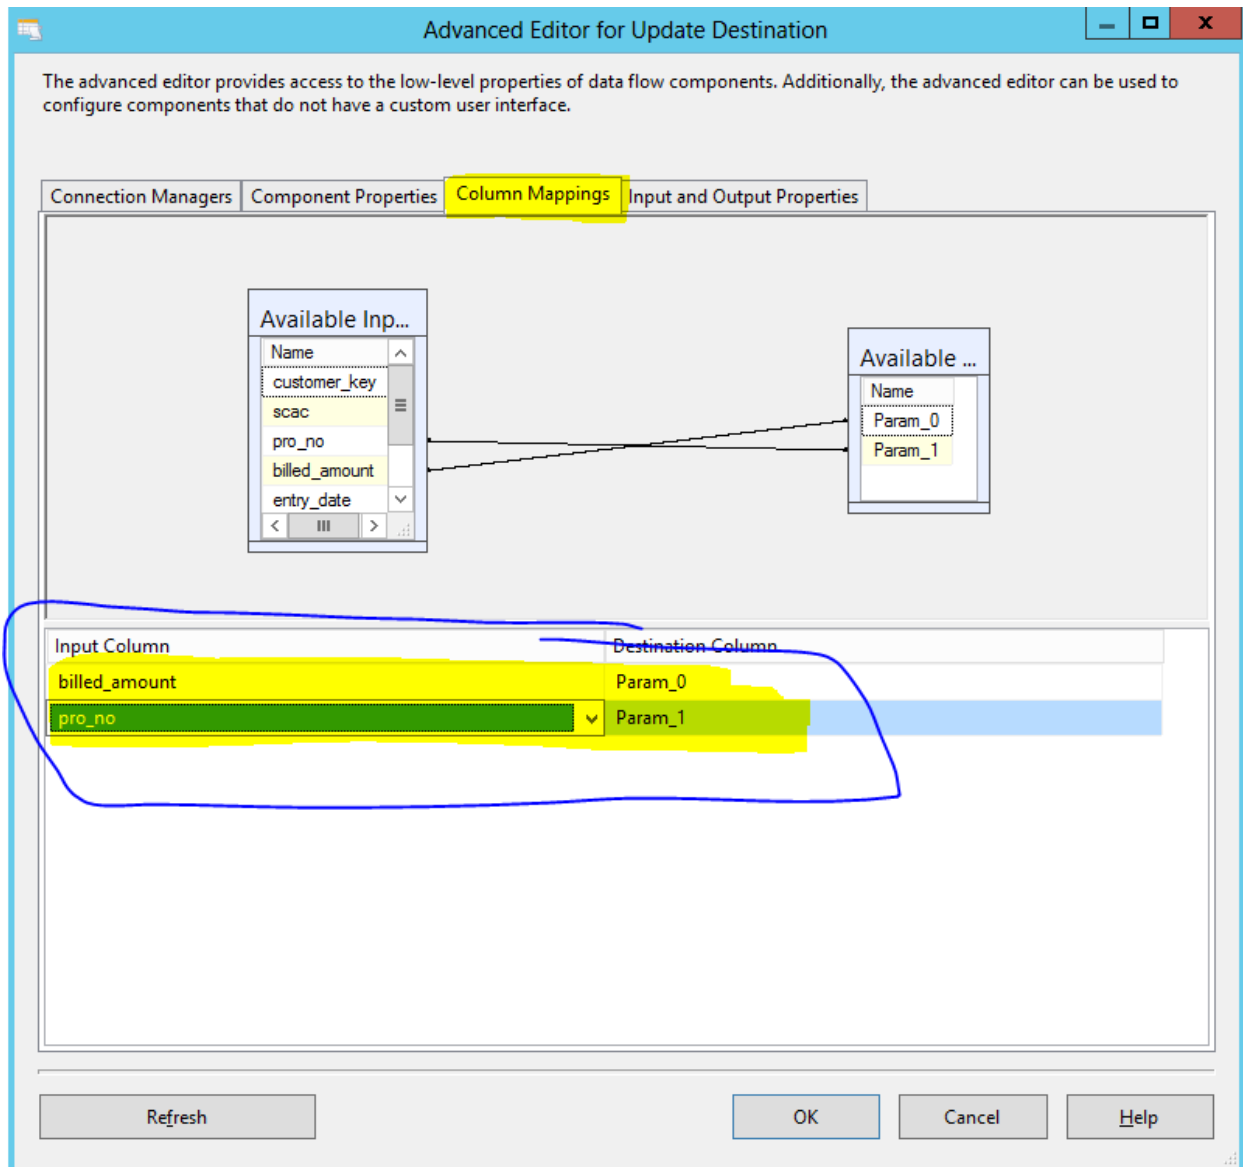 Advanced Editor for Update Destination
The advanced editor provides access to the low-level properties of data flow components. Additionally, the advanced editor can be used to
configure components that do not have a custom user interface.
Connection Managers Component Properties Column Mappings Input and Output Properties
Available Inp...
Name
customer_key
scac
pro_no
billed_amount
entry_date
Available ...
Name
Param_0
Param_1
Input Column Destination Column
billed_amount Param_0
pro_no Param_1
Refresh OK Cancel Help